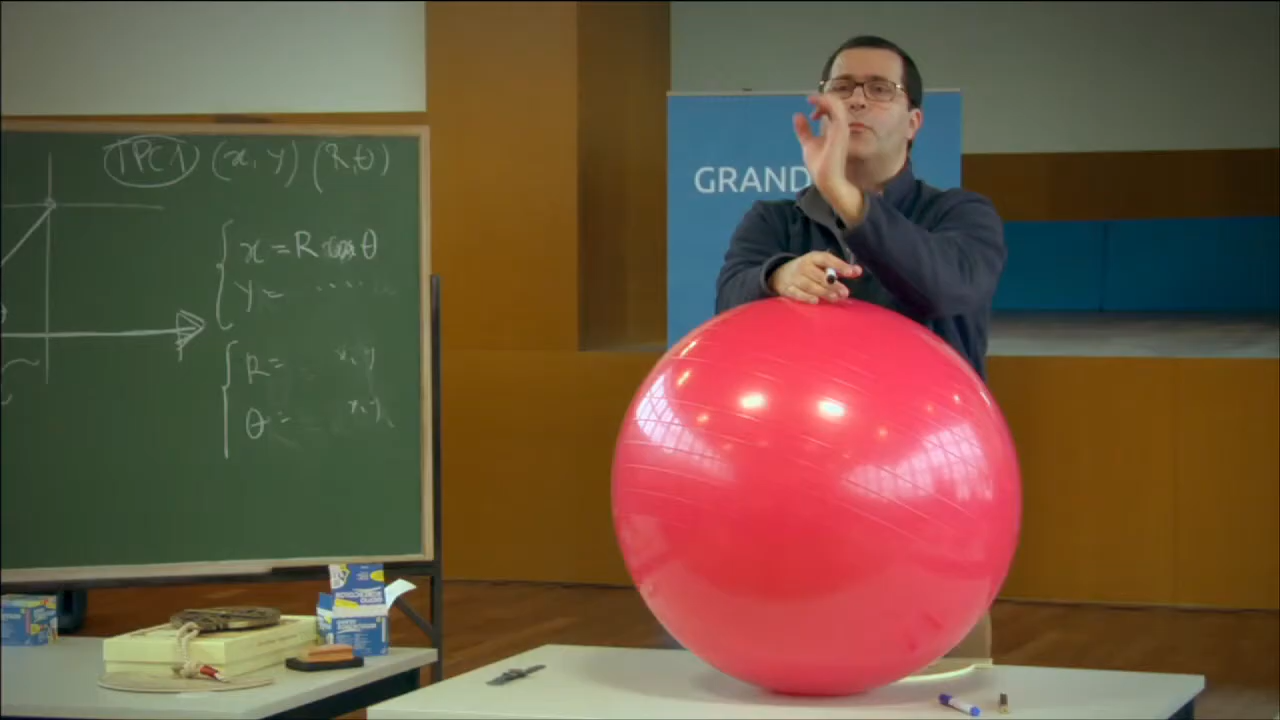 TPC1 (x, y) (R, θ)
x = R cos θ
y = .....
R = x, y
θ = x, y
GRAND